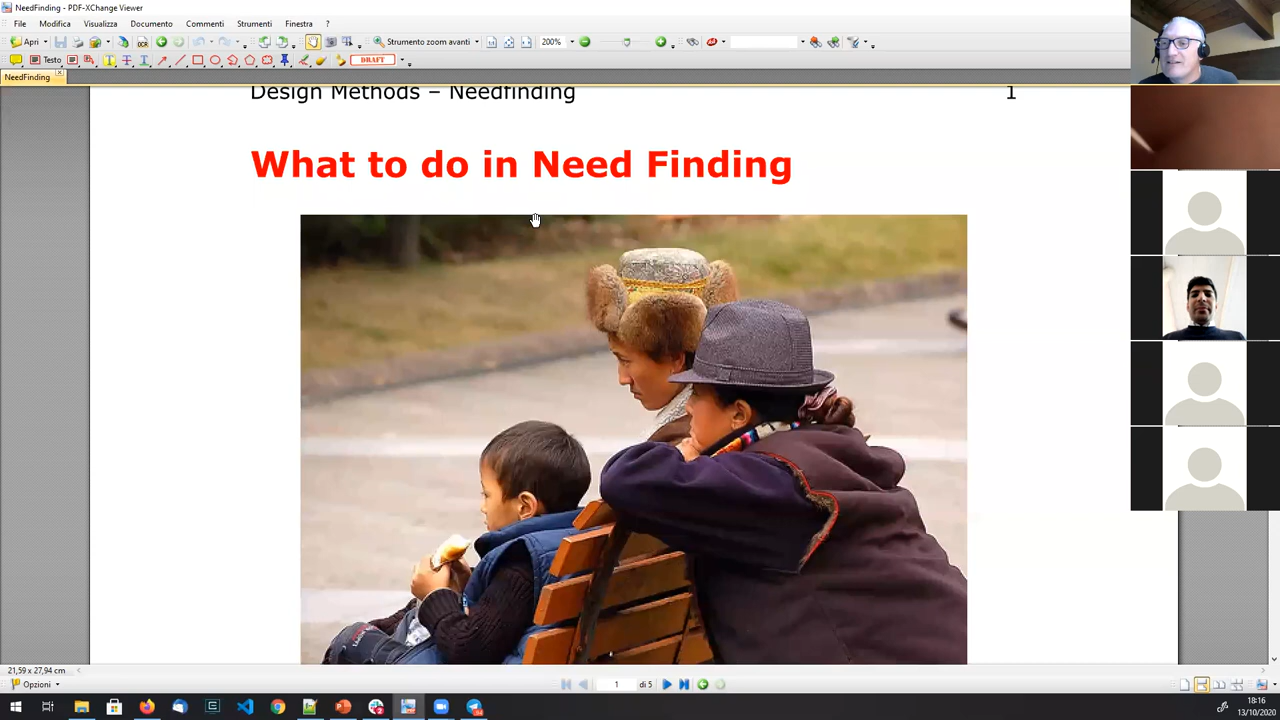 NeedFinding - PDF-XChange Viewer
File Modifica Visualizza Documento Commenti Strumenti Finestra ?
Apri OCR Strumento zoom avanti 200%
Testo DRAFT
NeedFinding
Design Methods – Needfinding 1
What to do in Need Finding
21,59 x 27,94 cm
Opzioni 1 di 5
18:16
13/10/2020